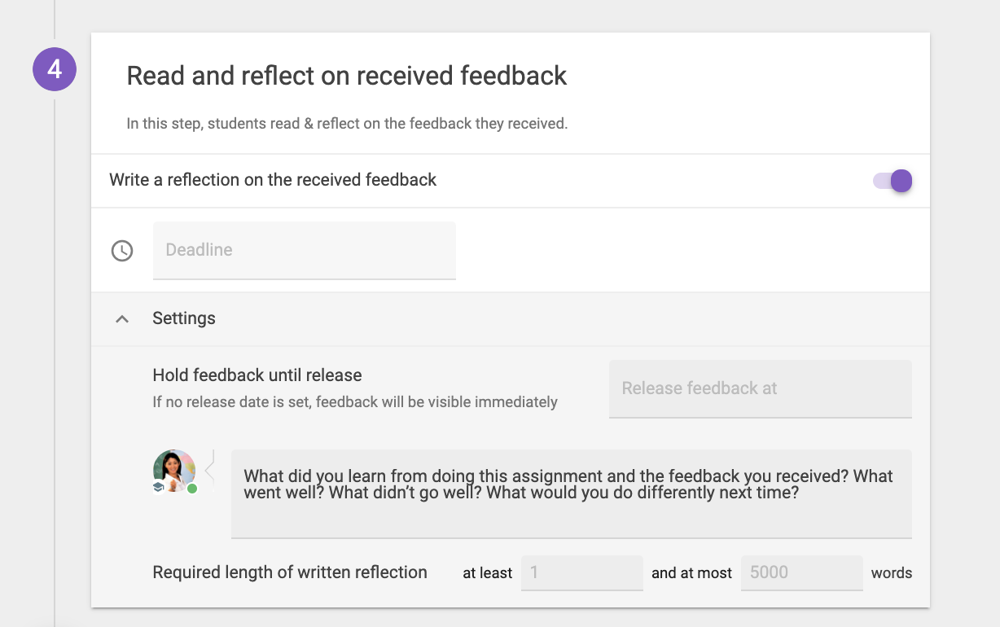 4
Read and reflect on received feedback
In this step, students read & reflect on the feedback they received.
Write a reflection on the received feedback
Deadline
Settings
Hold feedback until release
If no release date is set, feedback will be visible immediately
Release feedback at
What did you learn from doing this assignment and the feedback you received? What
went well? What didn’t go well? What would you do differently next time?
Required length of written reflection at least 1 and at most 5000 words